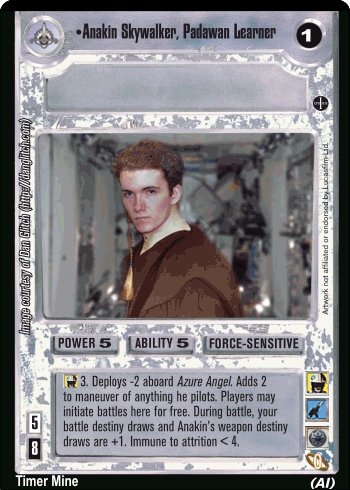 •Anakin Skywalker, Padawan Learner
1
Image courtesy of Dan Glitch (http://danglitch.com)
Artwork not affiliated or endorsed by Lucasfilm Ltd.
POWER 5
ABILITY 5
FORCE-SENSITIVE
3. Deploys -2 aboard Azure Angel. Adds 2
to maneuver of anything he pilots. Players may
initiate battles here for free. During battle, your
battle destiny draws and Anakin's weapon destiny
draws are +1. Immune to attrition < 4.
5
8
Timer Mine
(AI)